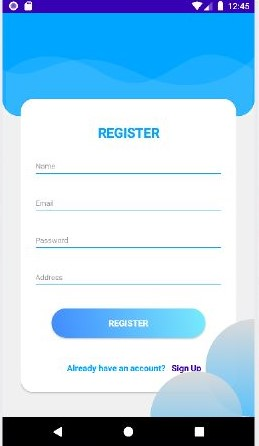 12:45
REGISTER
Name
Email
Password
Address
REGISTER
Already have an account? Sign Up